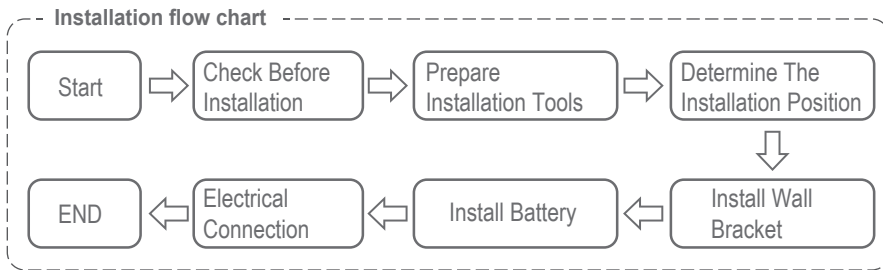 Installation flow chart
Start
Check Before
Installation
Prepare
Installation Tools
Determine The
Installation Position
Install Wall
Bracket
Install Battery
Electrical
Connection
END